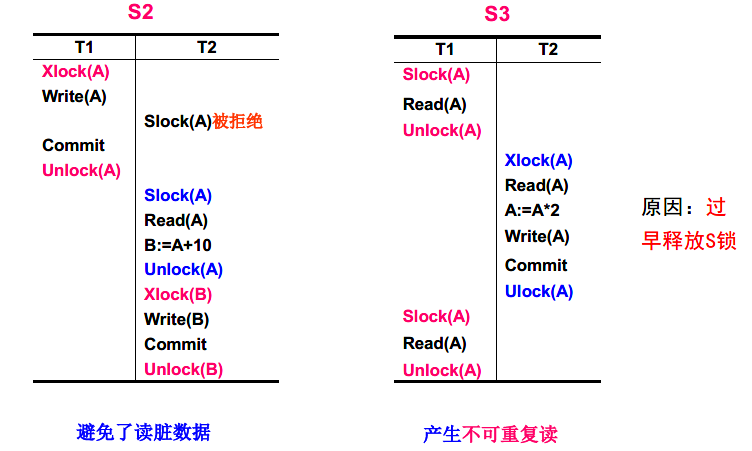 S2
T1 T2
Xlock(A)
Write(A)
Slock(A)被拒绝
Commit
Unlock(A)
Slock(A)
Read(A)
B:=A+10
Unlock(A)
Xlock(B)
Write(B)
Commit
Unlock(B)
避免了读脏数据
S3
T1 T2
Slock(A)
Read(A)
Unlock(A)
Xlock(A)
Read(A)
A:=A*2
Write(A)
Commit
Ulock(A)
Slock(A)
Read(A)
Unlock(A)
产生不可重复读
原因：过
早释放S锁